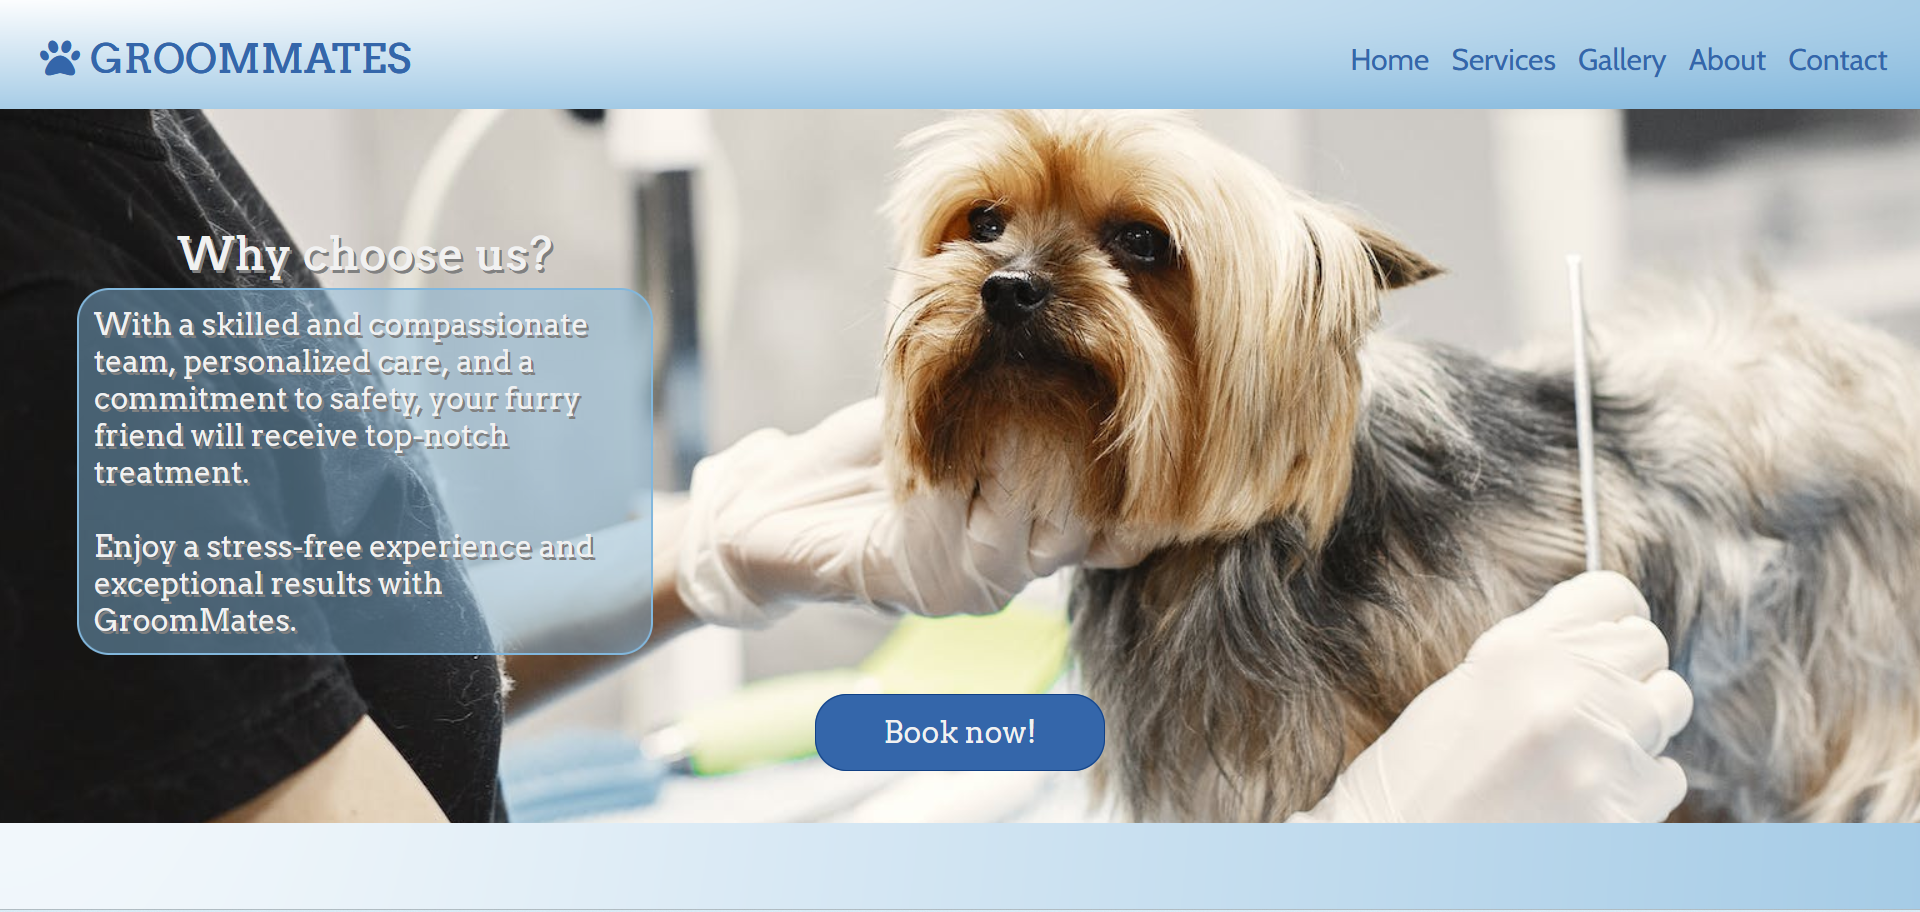 GROOMMATES
Home Services Gallery About Contact
Why choose us?
With a skilled and compassionate
team, personalized care, and a
commitment to safety, your furry
friend will receive top-notch
treatment.
Enjoy a stress-free experience and
exceptional results with
GroomMates.
Book now!